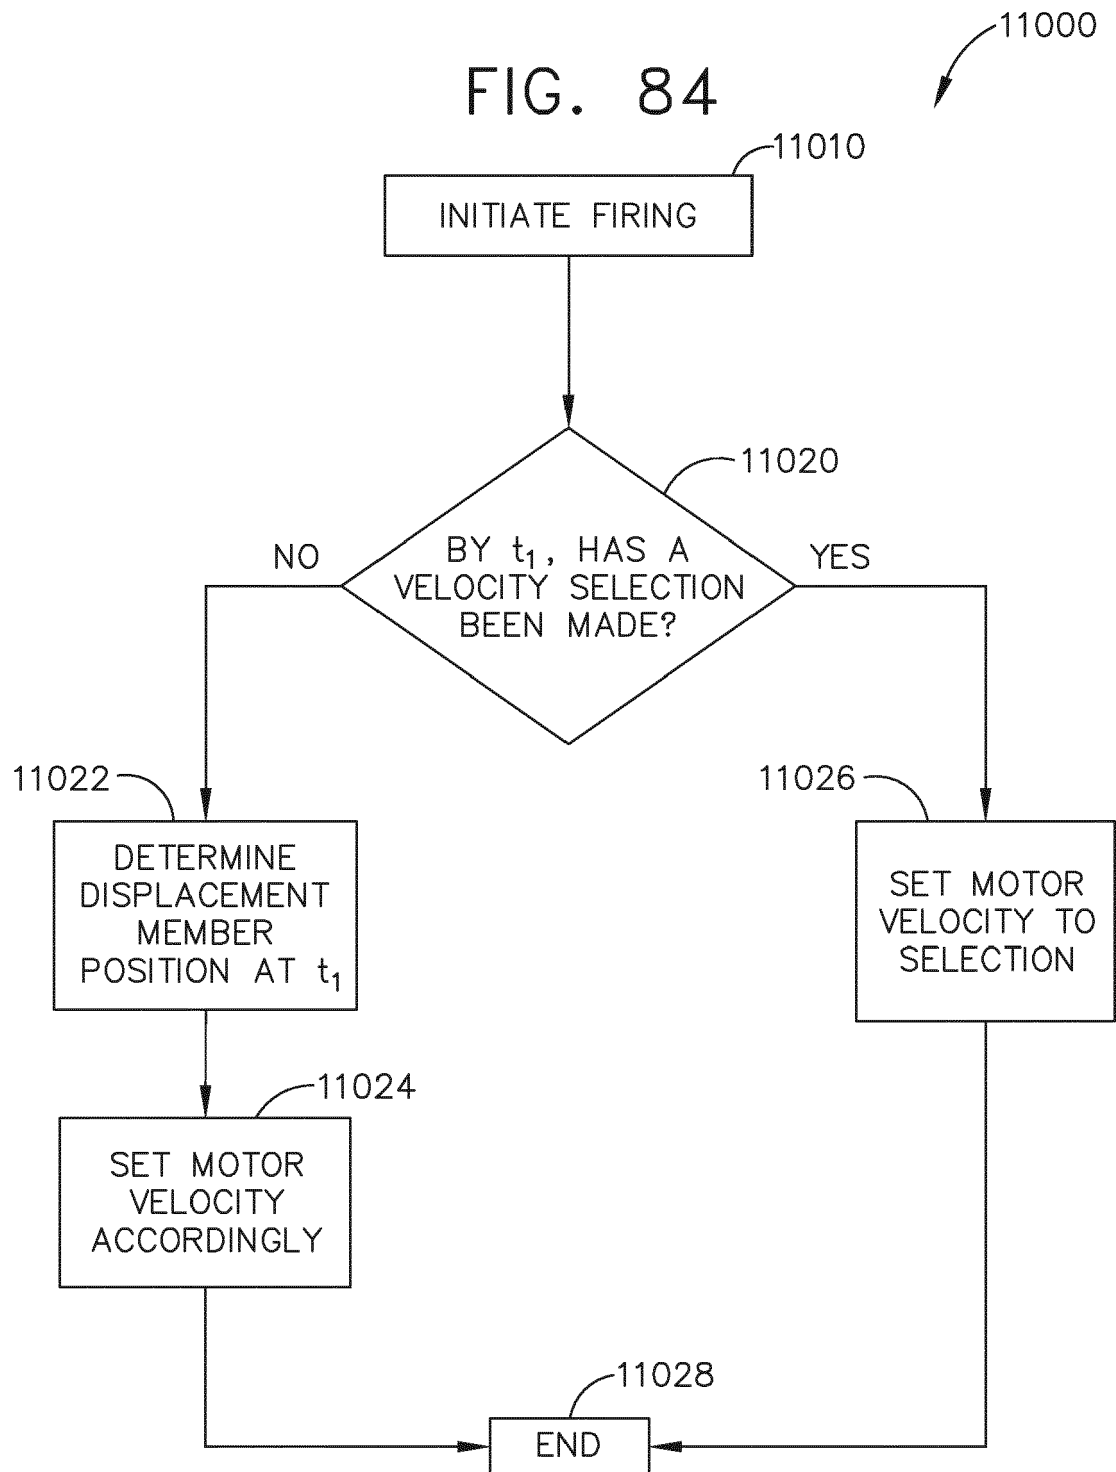 11000
FIG. 84
11010
INITIATE FIRING
11020
NO
BY t₁, HAS A
VELOCITY SELECTION
BEEN MADE?
YES
11022
DETERMINE
DISPLACEMENT
MEMBER
POSITION AT t₁
11026
SET MOTOR
VELOCITY TO
SELECTION
11024
SET MOTOR
VELOCITY
ACCORDINGLY
11028
END